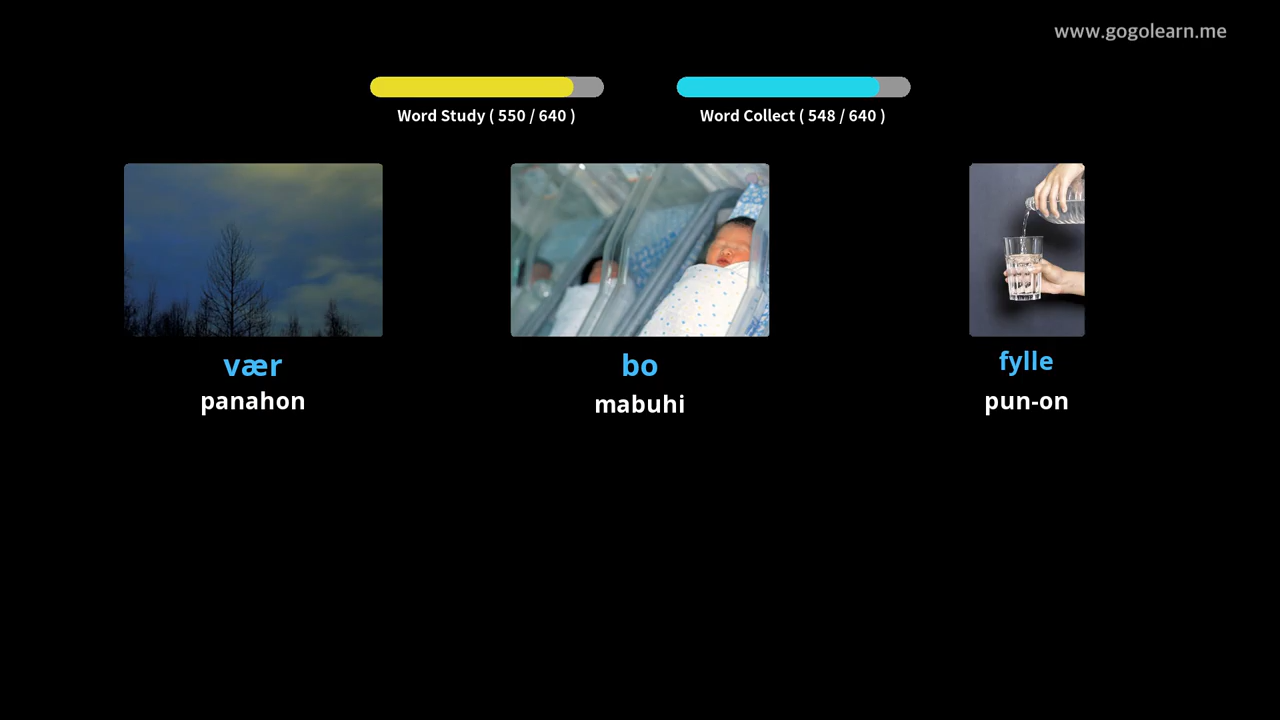 www.gogolearn.me
Word Study ( 550 / 640 )
Word Collect ( 548 / 640 )
vær
panahon
bo
mabuhi
fylle
pun-on